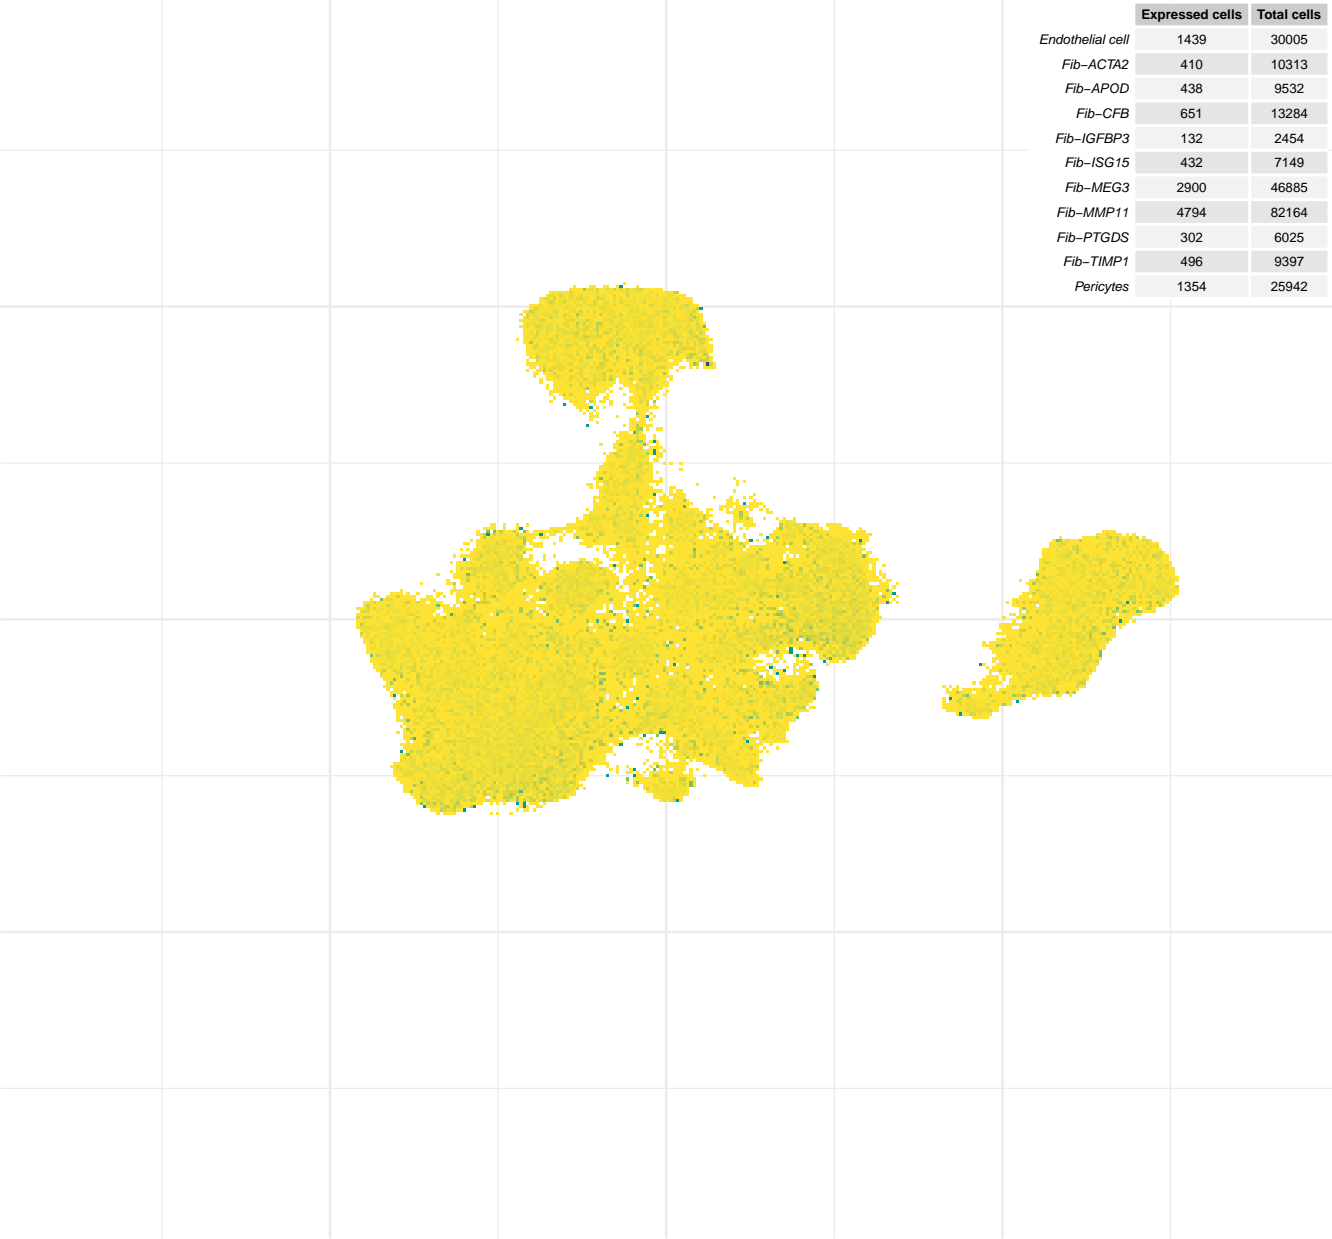 Expressed cells Total cells
Endothelial cell 1439 30005
Fib−ACTA2 410 10313
Fib−APOD 438 9532
Fib−CFB 651 13284
Fib−IGFBP3 132 2454
Fib−ISG15 432 7149
Fib−MEG3 2900 46885
Fib−MMP11 4794 82164
Fib−PTGDS 302 6025
Fib−TIMP1 496 9397
Pericytes 1354 25942